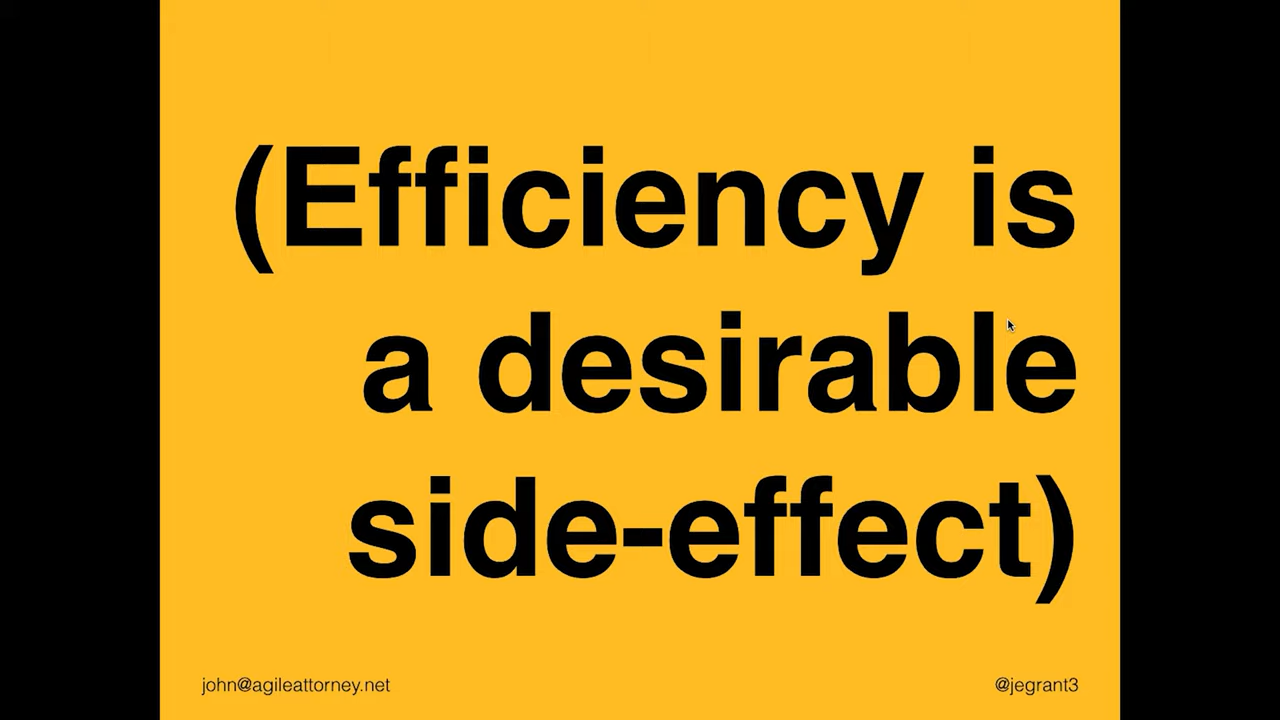 (Efficiency is
a desirable
side-effect)
john@agileattorney.net
@jegrant3